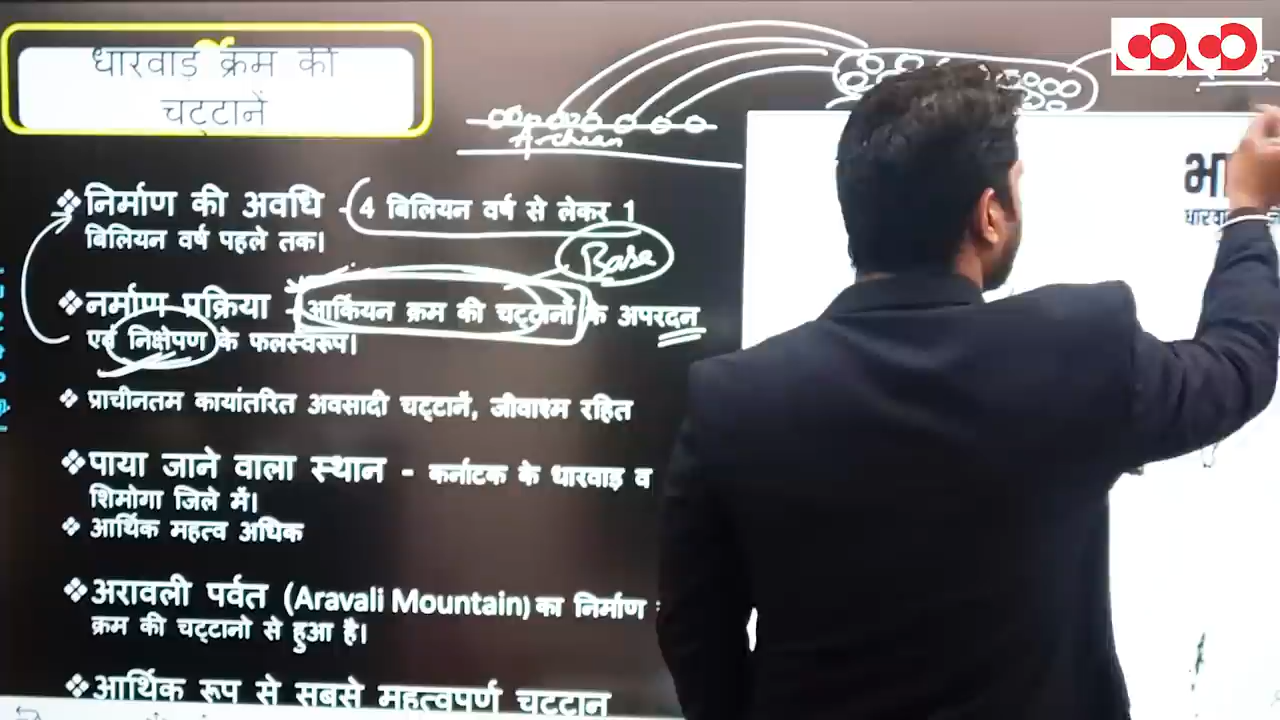 धारवाड़ क्रम की
चट्टानें
Archean
निर्माण की अवधि - 4 बिलियन वर्ष से लेकर 1
बिलियन वर्ष पहले तक।
Base
नर्माण प्रक्रिया - आर्कियन क्रम की चट्टानो के अपरदन
एवं निक्षेपण के फलस्वरूप।
प्राचीनतम कायांतरित अवसादी चट्टानें, जीवाश्म रहित
पाया जाने वाला स्थान - कर्नाटक के धारवाड़ व
शिमोगा जिले में।
आर्थिक महत्व अधिक
अरावली पर्वत (Aravali Mountain) का निर्माण
क्रम की चट्टानो से हुआ है।
आर्थिक रूप से सबसे महत्वपूर्ण चट्टान